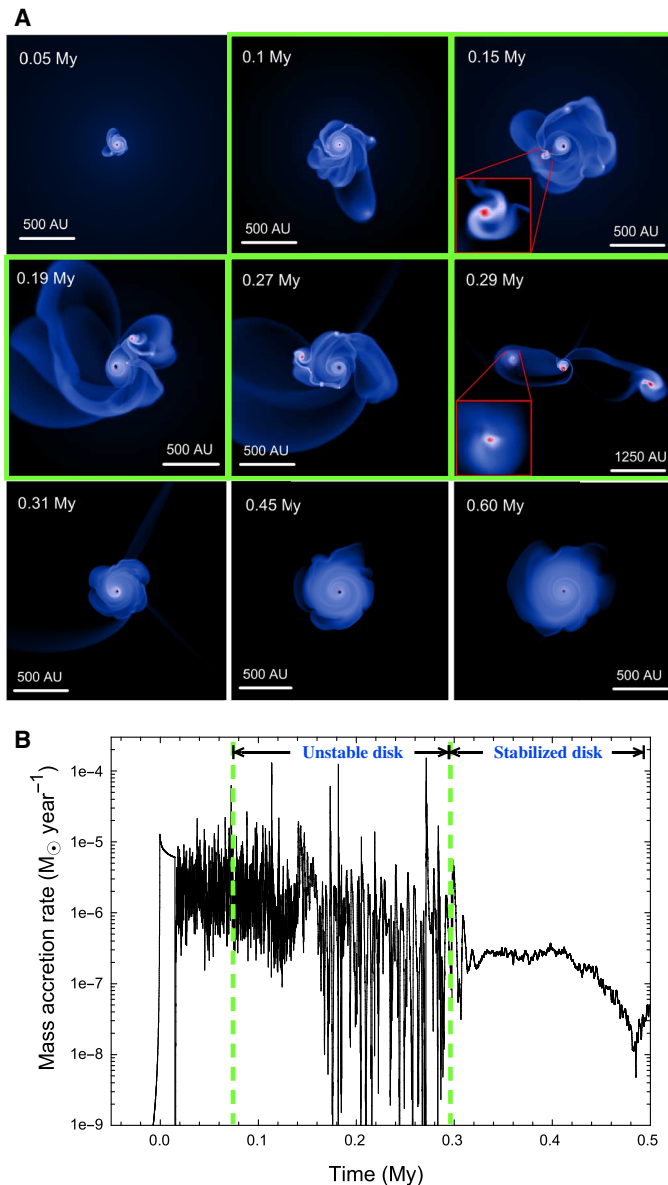 A
0.05 My
500 AU
0.1 My
500 AU
0.15 My
500 AU
0.19 My
500 AU
0.27 My
500 AU
0.29 My
1250 AU
0.31 My
500 AU
0.45 My
500 AU
0.60 My
500 AU
B
Unstable disk
Stabilized disk
Mass accretion rate (M☉ year⁻¹)
1e−4
1e−5
1e−6
1e−7
1e−8
1e−9
0.0 0.1 0.2 0.3 0.4 0.5
Time (My)